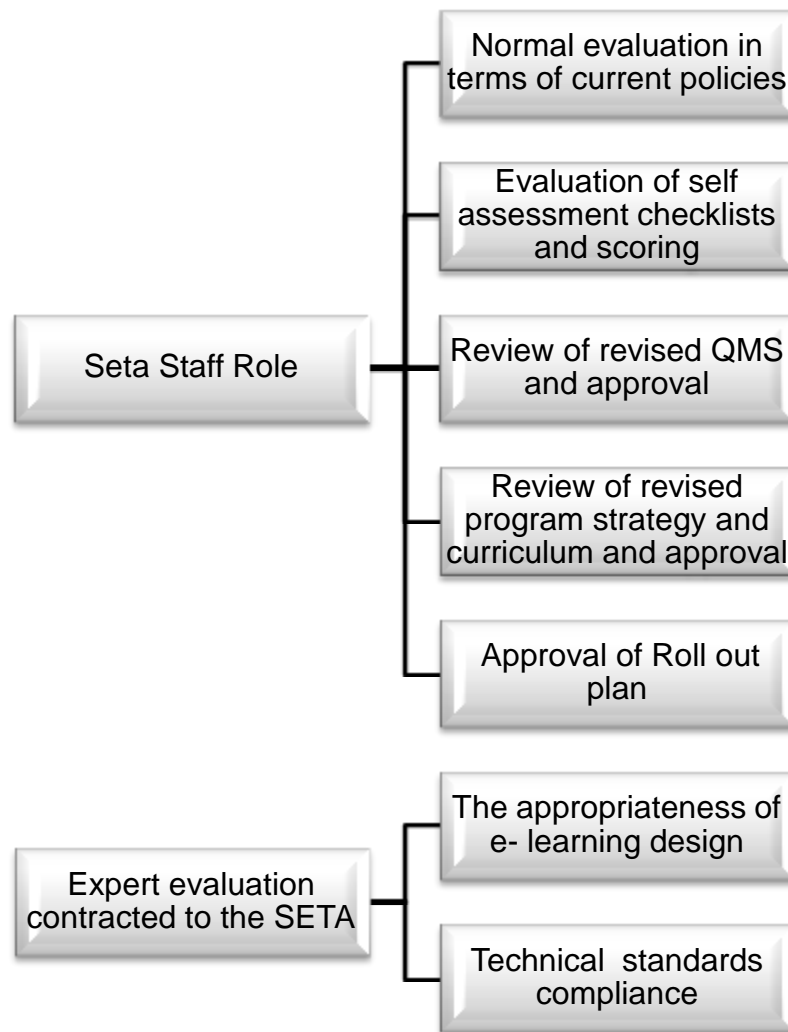 Normal evaluation in
terms of current policies
Evaluation of self
assessment checklists
and scoring
Seta Staff Role
Review of revised QMS
and approval
Review of revised
program strategy and
curriculum and approval
Approval of Roll out
plan
The appropriateness of
e- learning design
Expert evaluation
contracted to the SETA
Technical  standards
compliance